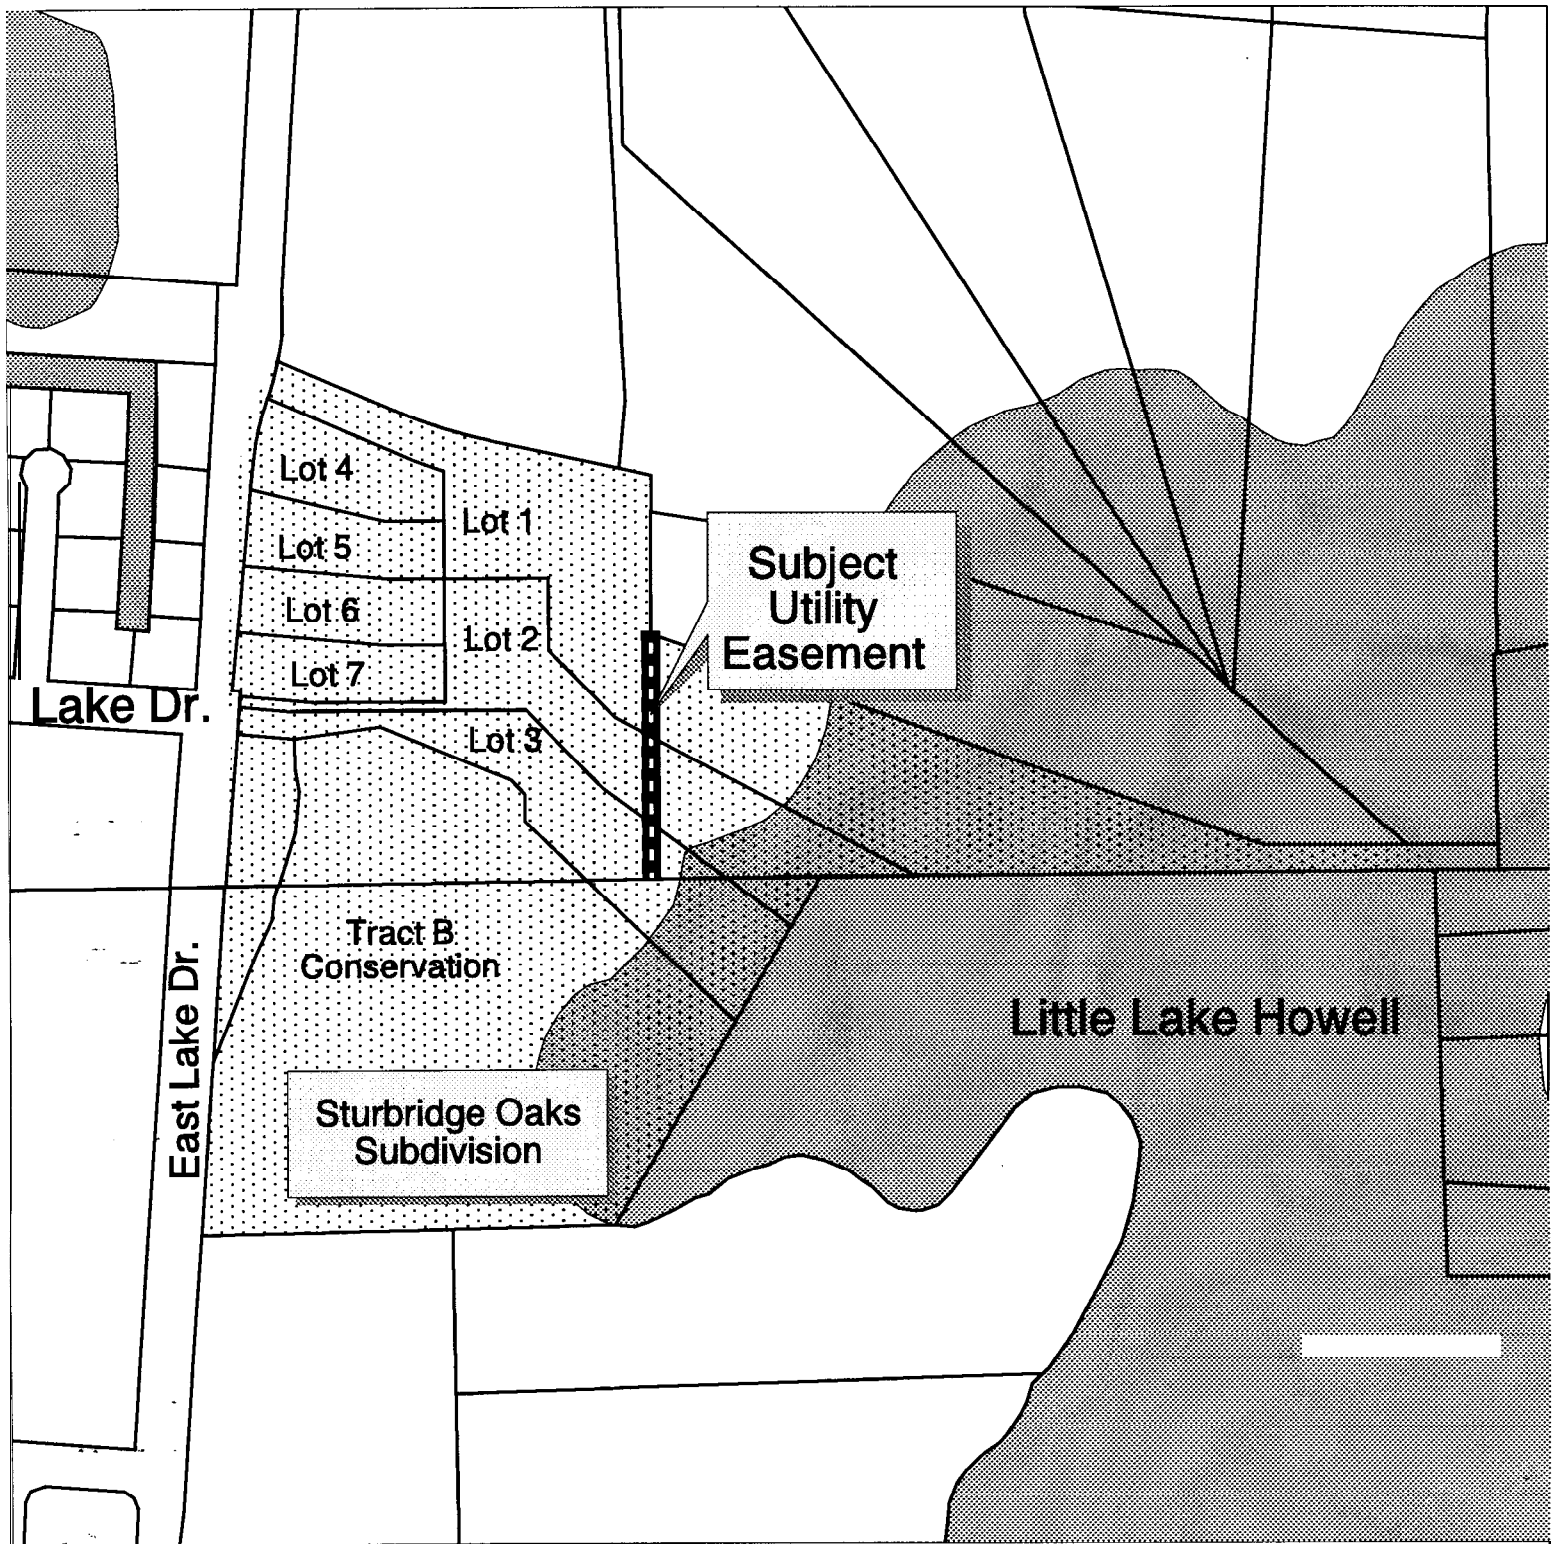 Lot 4
Lot 1
Lot 5
Subject
Utility
Easement
Lot 6
Lot 2
Lot 7
Lake Dr.
Lot 3
Tract B
Conservation
East Lake Dr.
Little Lake Howell
Sturbridge Oaks
Subdivision